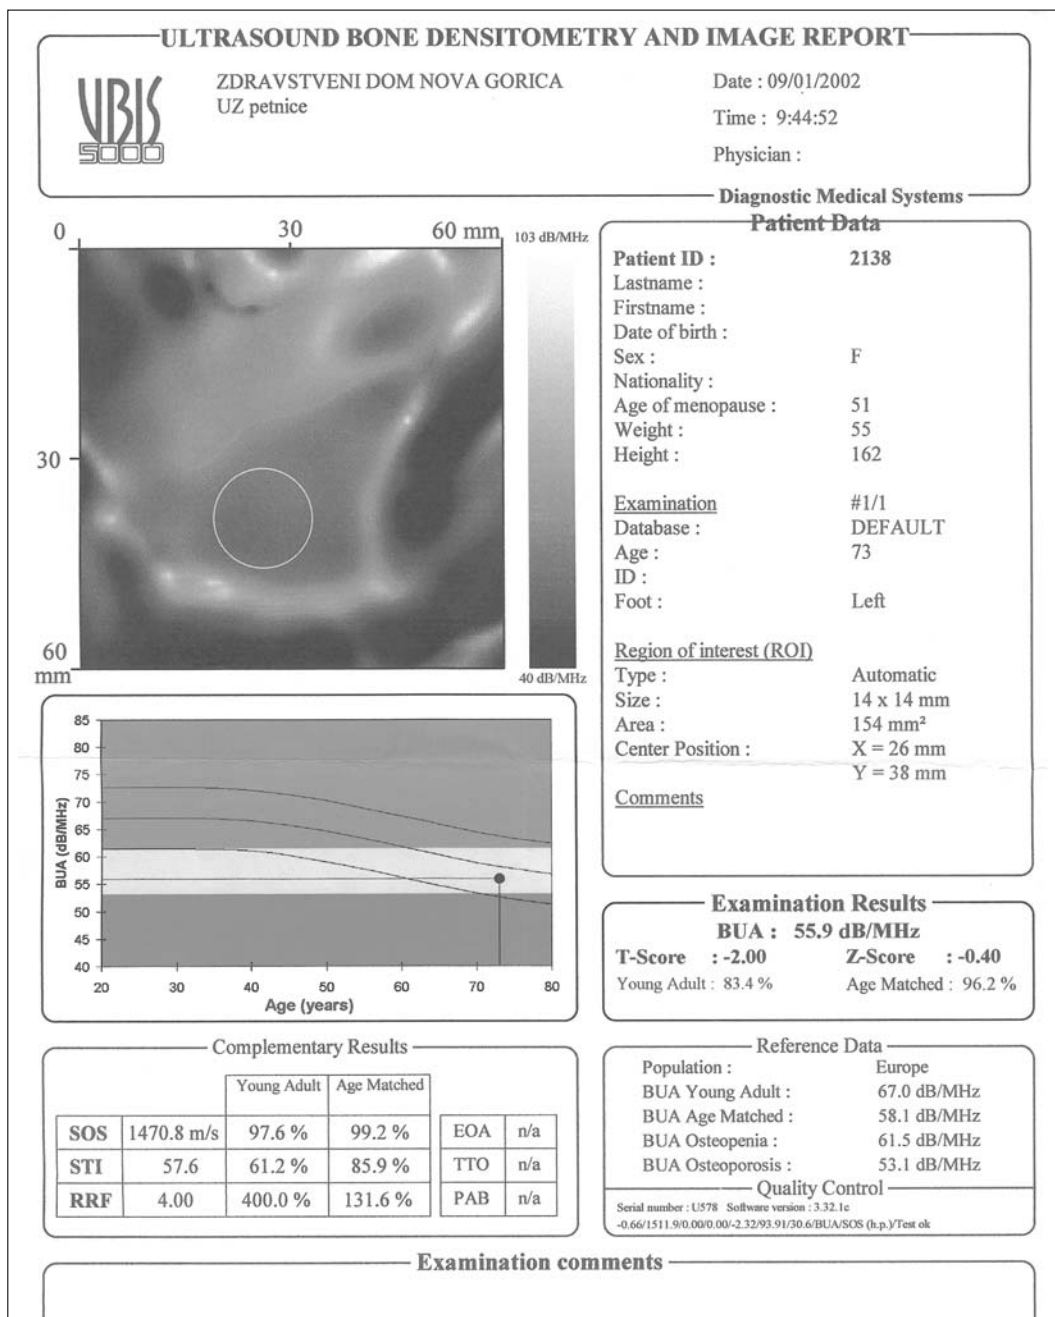 ULTRASOUND BONE DENSITOMETRY AND IMAGE REPORT
UBIS
5000
ZDRAVSTVENI DOM NOVA GORICA
UZ petnice
Date : 09/01/2002
Time : 9:44:52
Physician :
Diagnostic Medical Systems
0 30 60 mm
30
60
mm
103 dB/MHz
40 dB/MHz
Patient Data
Patient ID : 2138
Lastname :
Firstname :
Date of birth :
Sex : F
Nationality :
Age of menopause : 51
Weight : 55
Height : 162
Examination #1/1
Database : DEFAULT
Age : 73
ID :
Foot : Left
Region of interest (ROI)
Type : Automatic
Size : 14 x 14 mm
Area : 154 mm²
Center Position : X = 26 mm
Y = 38 mm
Comments
BUA (dB/MHz)
85
80
75
70
65
60
55
50
45
40
20 30 40 50 60 70 80
Age (years)
Examination Results
BUA : 55.9 dB/MHz
T-Score : -2.00 Z-Score : -0.40
Young Adult : 83.4 % Age Matched : 96.2 %
Complementary Results
Young Adult Age Matched
SOS 1470.8 m/s 97.6 % 99.2 % EOA n/a
STI 57.6 61.2 % 85.9 % TTO n/a
RRF 4.00 400.0 % 131.6 % PAB n/a
Reference Data
Population : Europe
BUA Young Adult : 67.0 dB/MHz
BUA Age Matched : 58.1 dB/MHz
BUA Osteopenia : 61.5 dB/MHz
BUA Osteoporosis : 53.1 dB/MHz
Quality Control
Serial number : U578 Software version : 3.32.1c
-0.66/1511.9/0.00/0.00/-2.32/93.91/30.6/BUA/SOS (h.p.)/Test ok
Examination comments